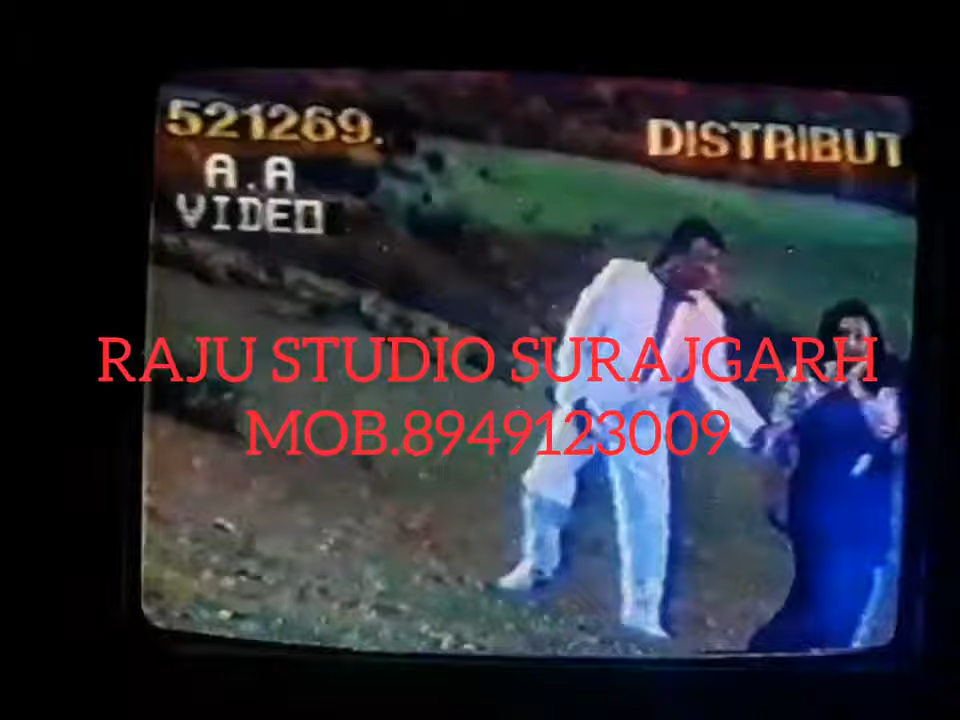 521269.
DISTRIBUT
A.A
VIDEO
RAJU STUDIO SURAJGARH
MOB.8949123009